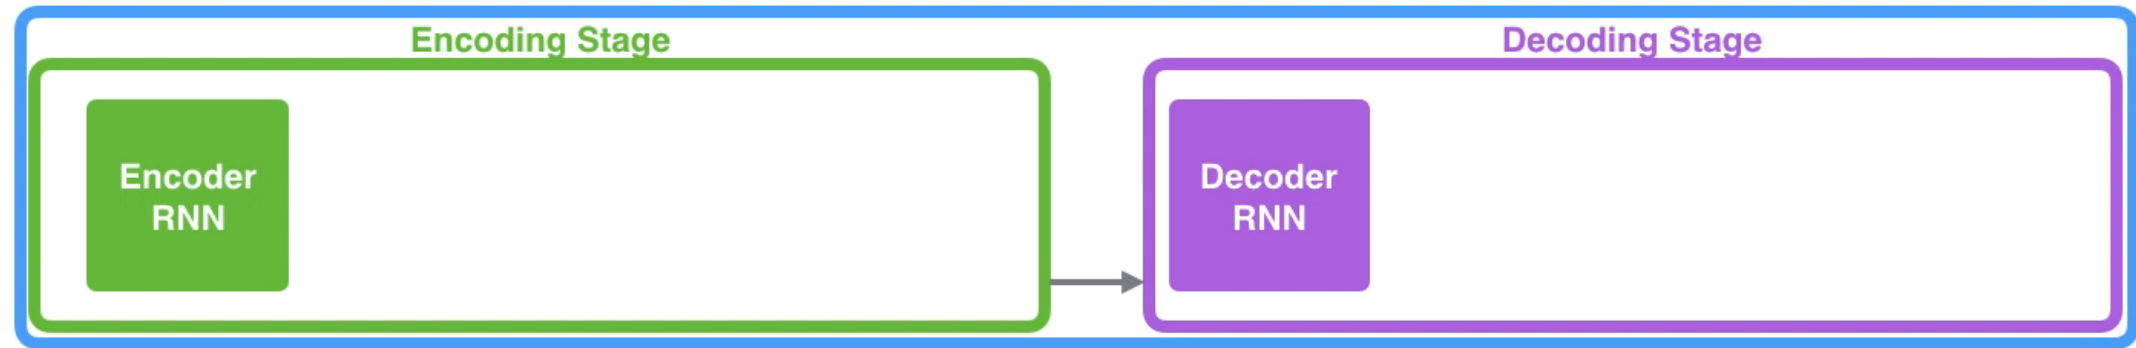 Encoding Stage
Decoding Stage
Encoder
RNN
Decoder
RNN